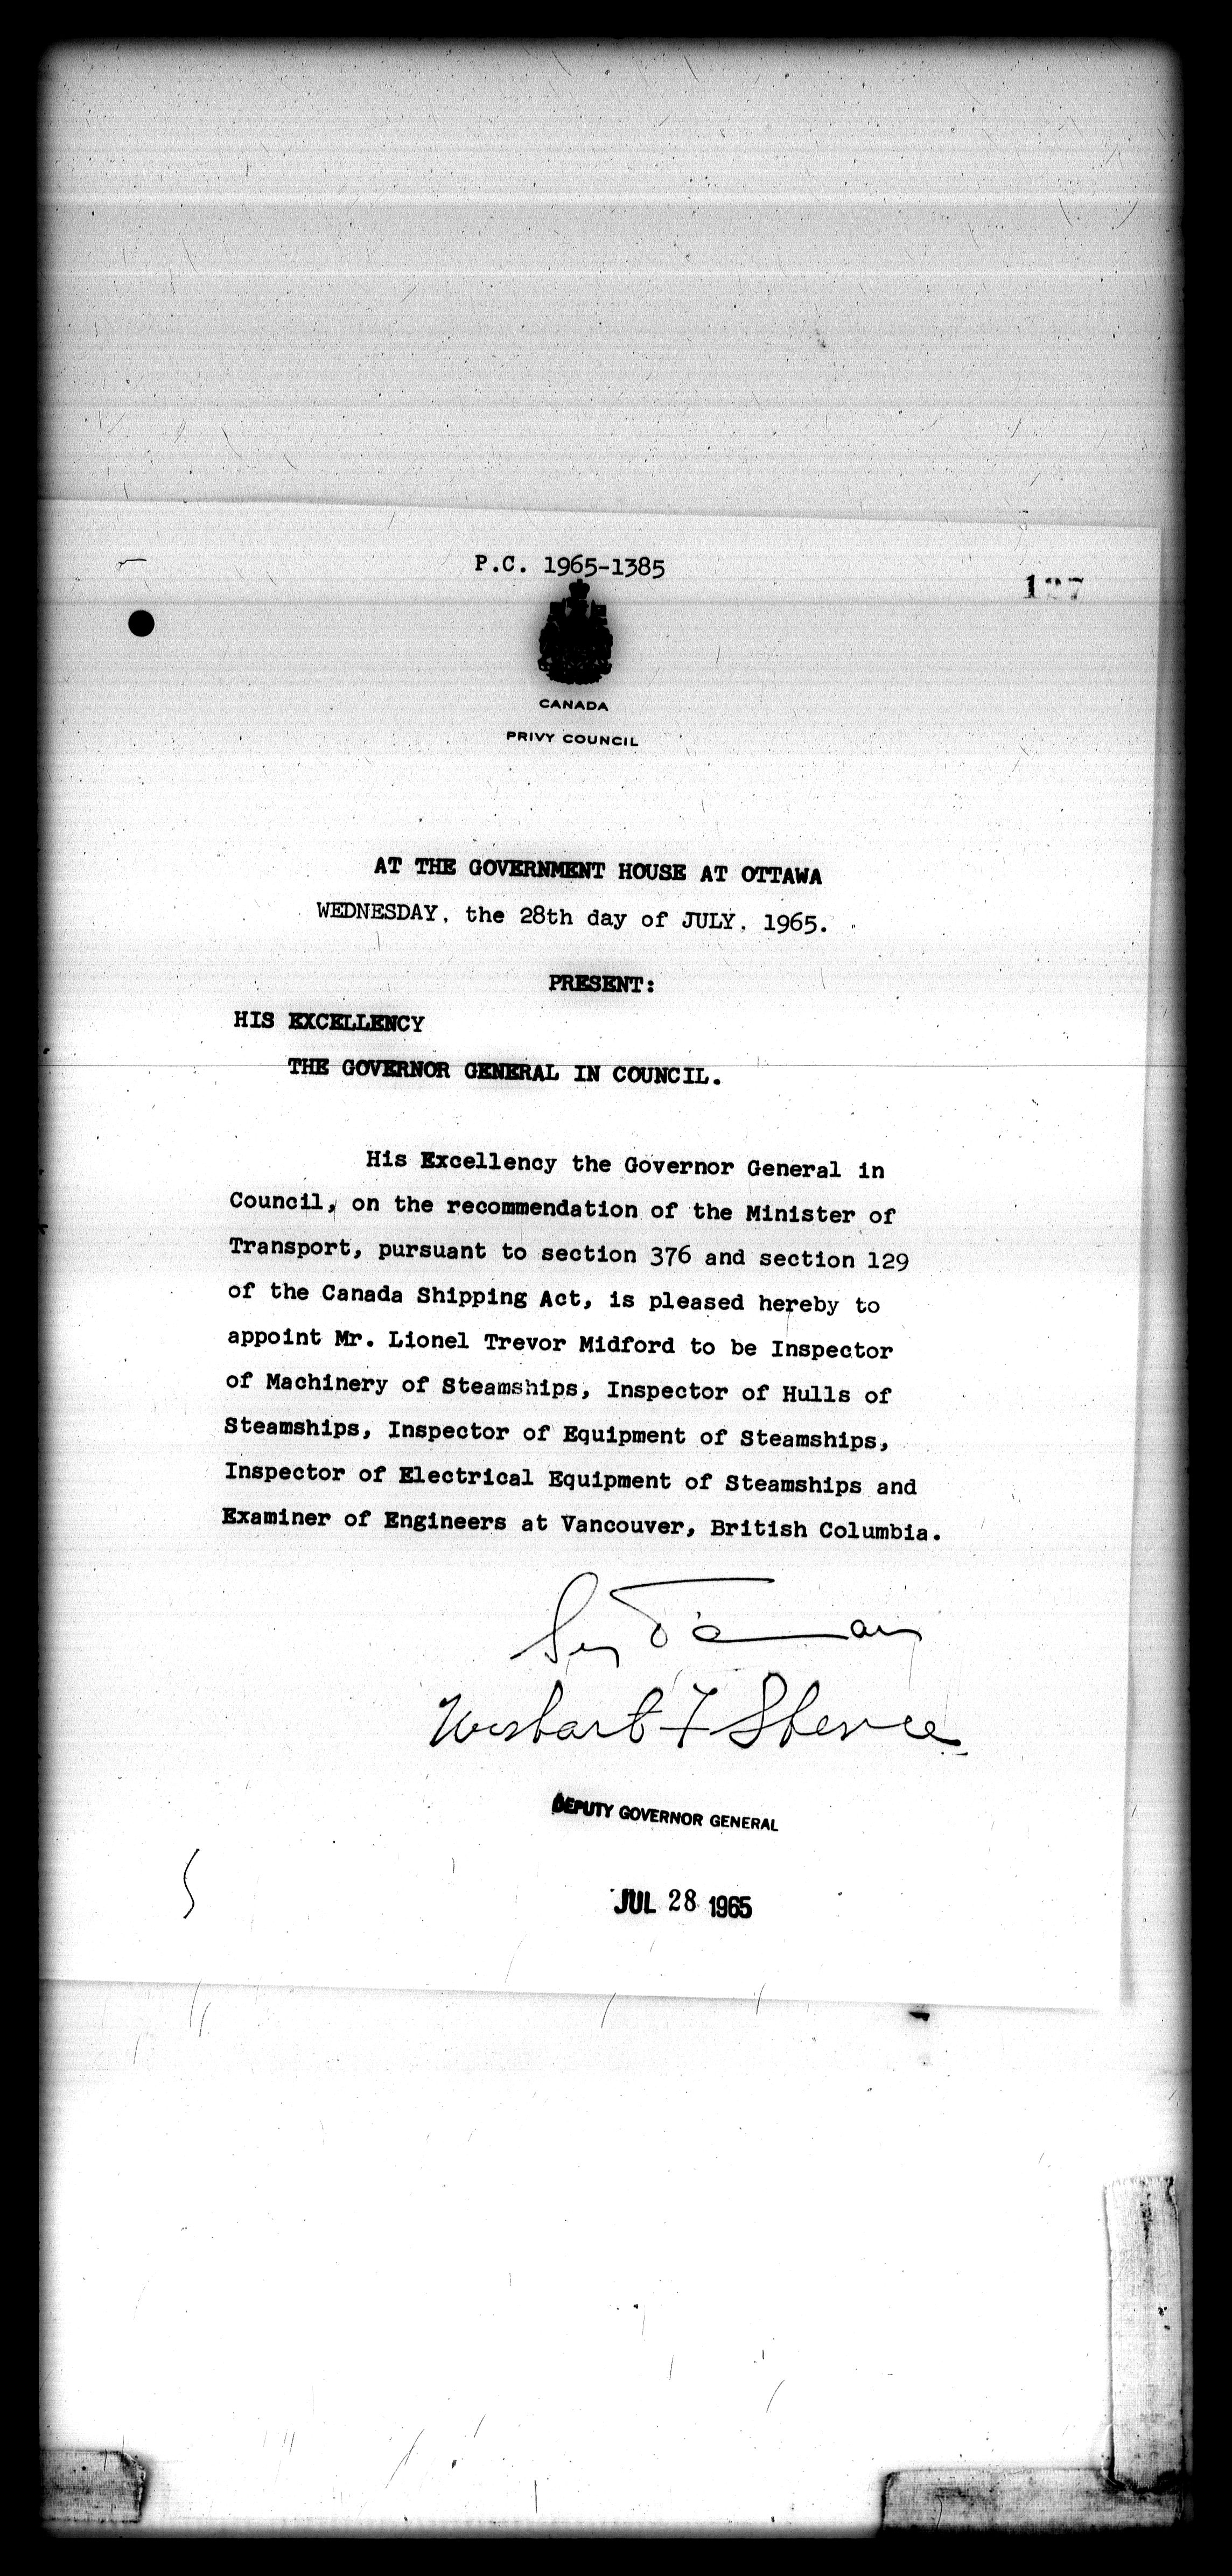 P.C. 1965-1385
127
CANADA
PRIVY COUNCIL
AT THE GOVERNMENT HOUSE AT OTTAWA
WEDNESDAY, the 28th day of JULY, 1965.
PRESENT:
HIS EXCELLENCY
THE GOVERNOR GENERAL IN COUNCIL.
His Excellency the Governor General in
Council, on the recommendation of the Minister of
Transport, pursuant to section 376 and section 129
of the Canada Shipping Act, is pleased hereby to
appoint Mr. Lionel Trevor Midford to be Inspector
of Machinery of Steamships, Inspector of Hulls of
Steamships, Inspector of Equipment of Steamships,
Inspector of Electrical Equipment of Steamships and
Examiner of Engineers at Vancouver, British Columbia.
Wishart F Spence
DEPUTY GOVERNOR GENERAL
JUL 28 1965